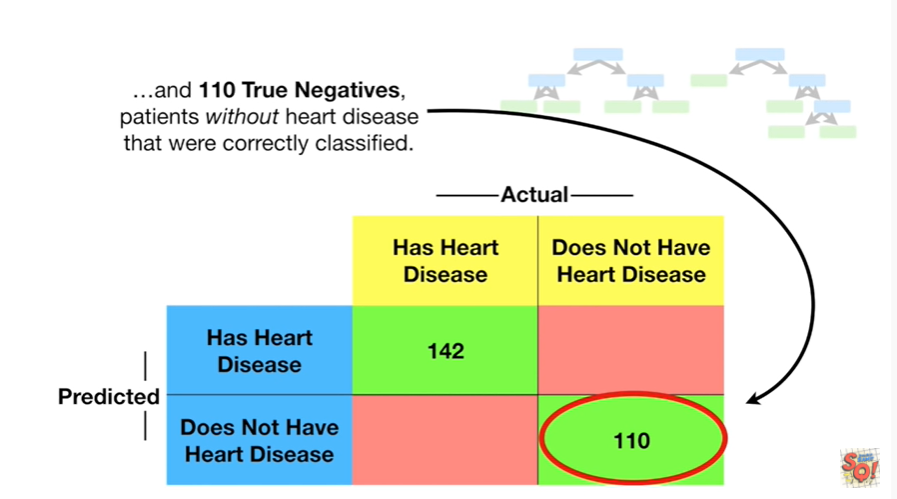 …and 110 True Negatives,
patients without heart disease
that were correctly classified.
Actual
Has Heart
Disease
Does Not Have
Heart Disease
Has Heart
Disease
142
Predicted
Does Not Have
Heart Disease
110
SQ!